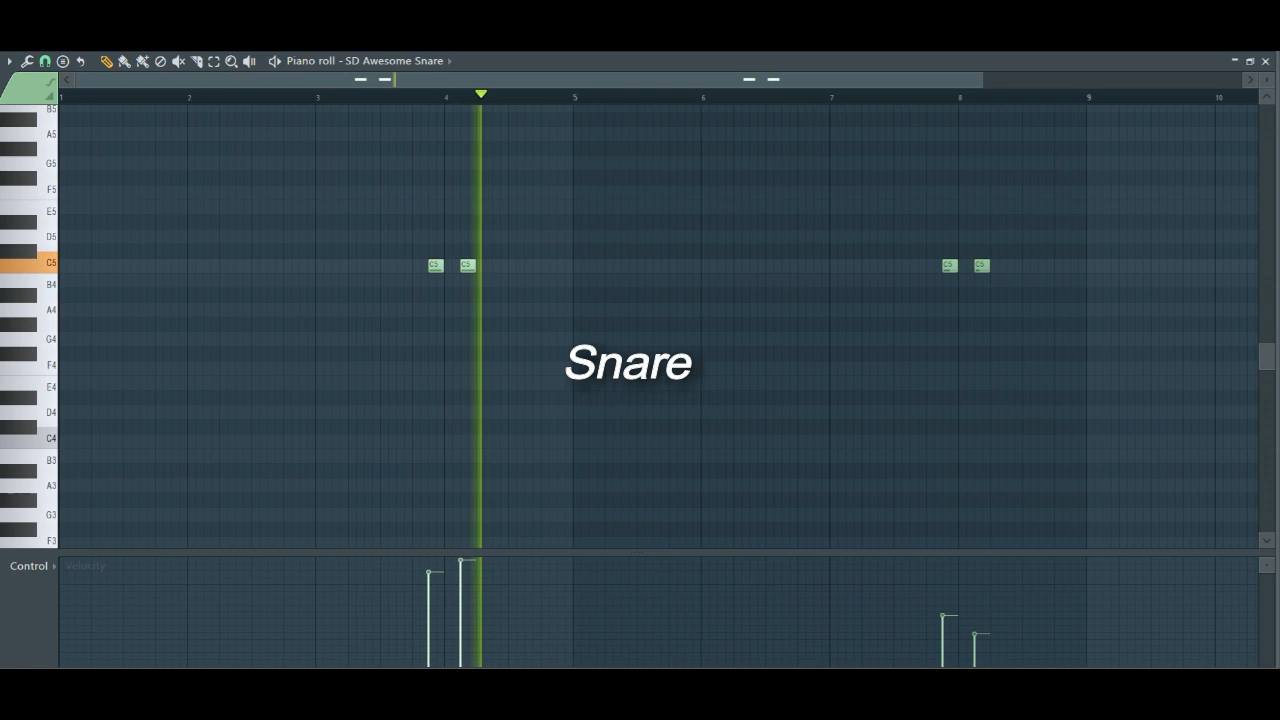 Piano roll - SD Awesome Snare
1 2 3 4 5 6 7 8 9 10
B5
A5
G5
F5
E5
D5
C5 C5 C5 C5 C5
B4
A4
G4
F4
Snare
E4
D4
C4
B3
A3
G3
F3
Control Velocity